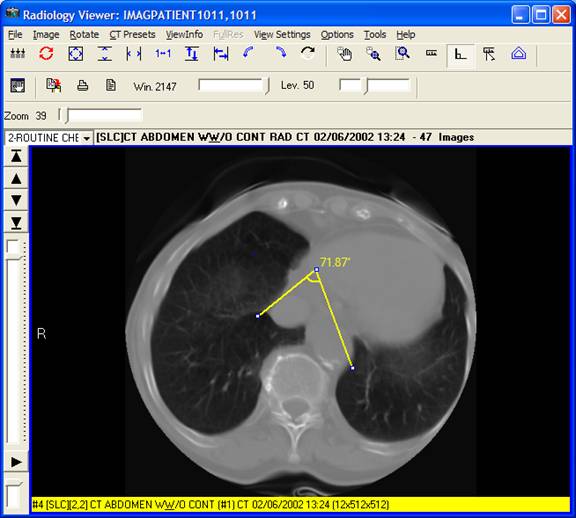 Radiology Viewer: IMAGPATIENT1011,1011
File Image Rotate CT Presets ViewInfo FullRes View Settings Options Tools Help
1↔1
Win. 2147 Lev. 50
Zoom 39
2-ROUTINE CHE [SLC]CT ABDOMEN WW/O CONT RAD CT 02/06/2002 13:24 - 47 Images
71.87°
R
#4 [SLC][2,2] CT ABDOMEN WW/O CONT (#1) CT 02/06/2002 13:24 (12x512x512)